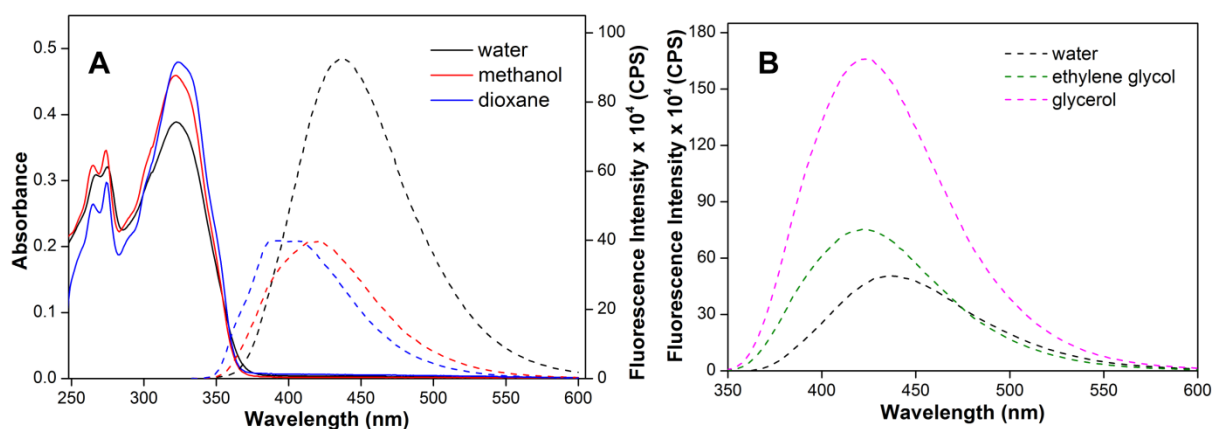 A
water
methanol
dioxane
0.5
0.4
0.3
0.2
0.1
0.0
Absorbance
250 300 350 400 450 500 550 600
Wavelength (nm)
100
80
60
40
20
0
Fluorescence Intensity x 10⁴ (CPS)
B
water
ethylene glycol
glycerol
180
150
120
90
60
30
0
Fluorescence Intensity x 10⁴ (CPS)
350 400 450 500 550 600
Wavelength (nm)